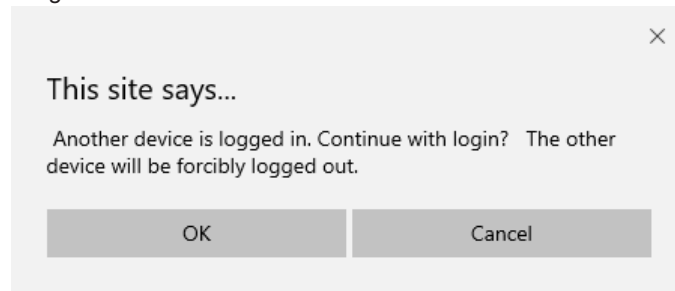 This site says...
Another device is logged in. Continue with login?   The other
device will be forcibly logged out.
OK
Cancel